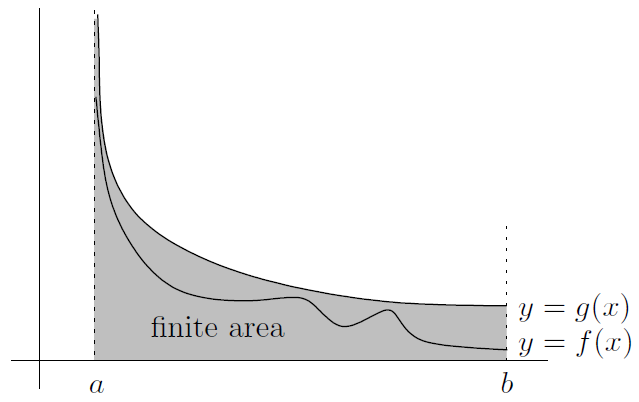 y = g(x)
finite area
y = f(x)
a
b